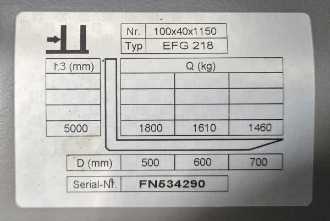 Nr. 100x40x1150
Typ EFG 218
h3 (mm) Q (kg)
5000 1800 1610 1460
D (mm) 500 600 700
Serial-Nr. FN534290